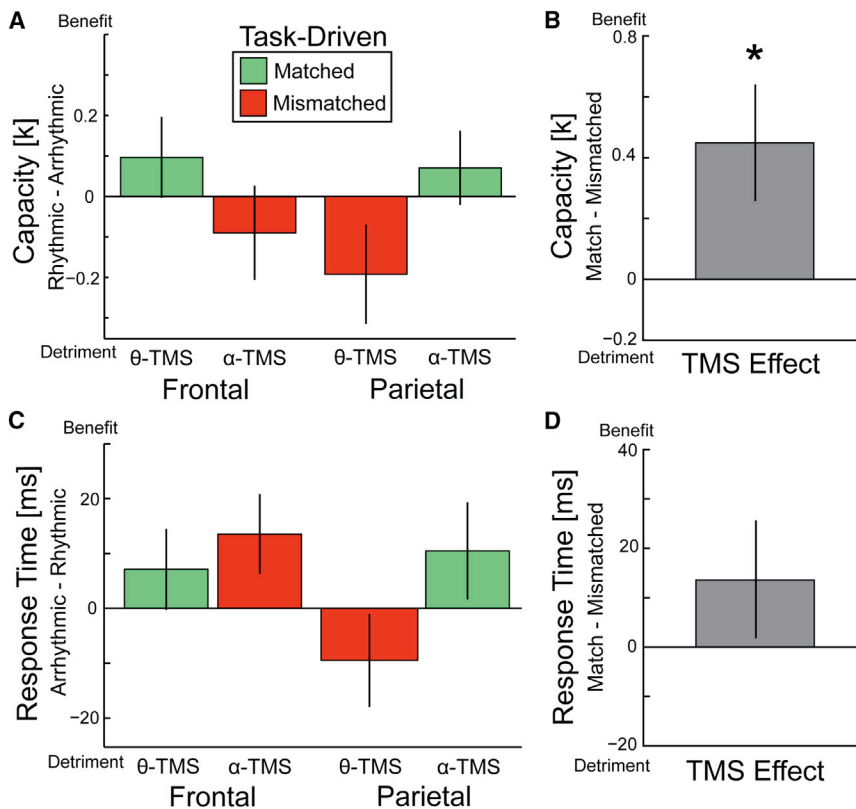 A
Benefit
Task-Driven
Matched
Mismatched
Capacity [k]
Rhythmic - Arrhythmic
0.2
0
−0.2
Detriment
θ-TMS α-TMS θ-TMS α-TMS
Frontal Parietal
B
Benefit
Capacity [k]
Match - Mismatched
0.8
0.4
0
−0.2
*
Detriment
TMS Effect
C
Benefit
Response Time [ms]
Arrhythmic - Rhythmic
20
0
−20
Detriment
θ-TMS α-TMS θ-TMS α-TMS
Frontal Parietal
D
Benefit
Response Time [ms]
Match - Mismatched
40
20
0
−20
Detriment
TMS Effect